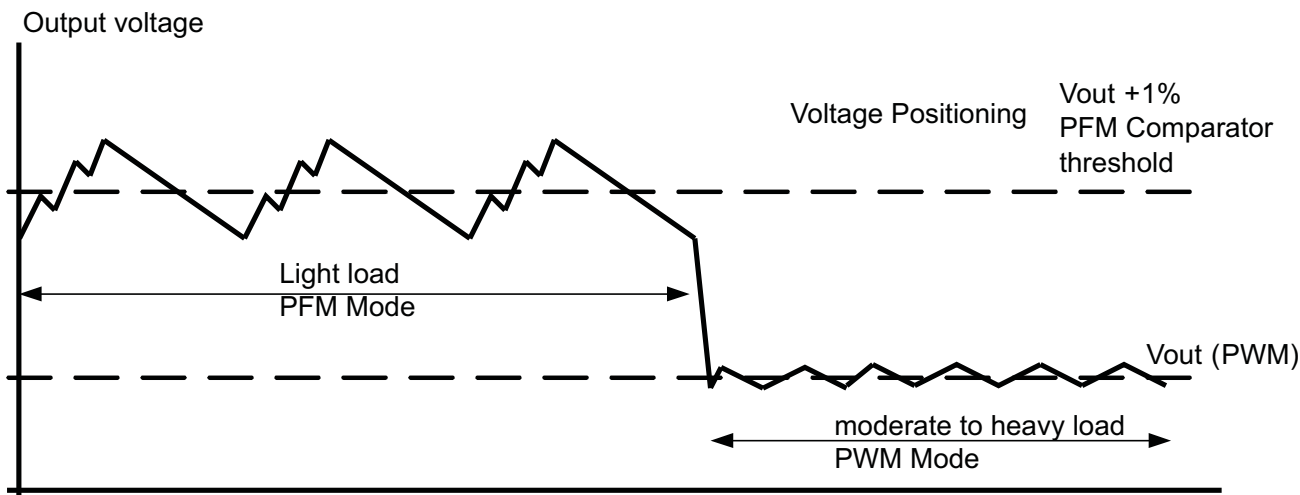 Output voltage
Voltage Positioning
Vout +1%
PFM Comparator
threshold
Light load
PFM Mode
Vout (PWM)
moderate to heavy load
PWM Mode